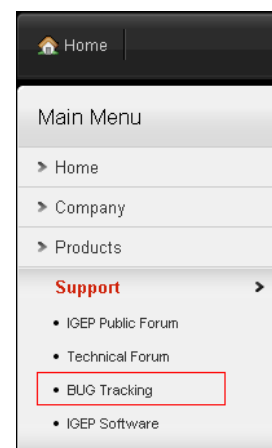 Home
Main Menu
Home
Company
Products
Support
IGEP Public Forum
Technical Forum
BUG Tracking
IGEP Software